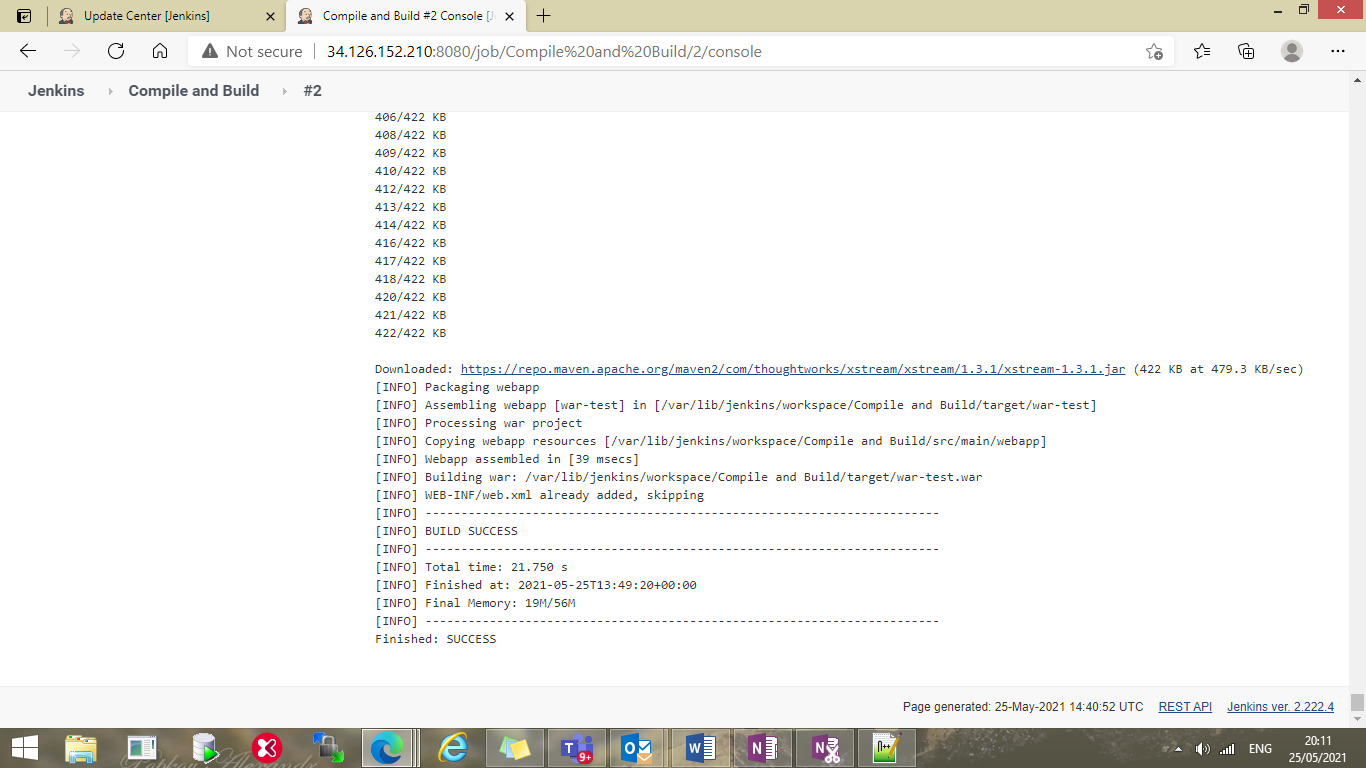 Update Center [Jenkins]
Compile and Build #2 Console [J
Not secure
34.126.152.210:8080/job/Compile%20and%20Build/2/console
Jenkins
Compile and Build
#2
406/422 KB
408/422 KB
409/422 KB
410/422 KB
412/422 KB
413/422 KB
414/422 KB
416/422 KB
417/422 KB
418/422 KB
420/422 KB
421/422 KB
422/422 KB
Downloaded: https://repo.maven.apache.org/maven2/com/thoughtworks/xstream/xstream/1.3.1/xstream-1.3.1.jar (422 KB at 479.3 KB/sec)
[INFO] Packaging webapp
[INFO] Assembling webapp [war-test] in [/var/lib/jenkins/workspace/Compile and Build/target/war-test]
[INFO] Processing war project
[INFO] Copying webapp resources [/var/lib/jenkins/workspace/Compile and Build/src/main/webapp]
[INFO] Webapp assembled in [39 msecs]
[INFO] Building war: /var/lib/jenkins/workspace/Compile and Build/target/war-test.war
[INFO] WEB-INF/web.xml already added, skipping
[INFO] ------------------------------------------------------------------------
[INFO] BUILD SUCCESS
[INFO] ------------------------------------------------------------------------
[INFO] Total time: 21.750 s
[INFO] Finished at: 2021-05-25T13:49:20+00:00
[INFO] Final Memory: 19M/56M
[INFO] ------------------------------------------------------------------------
Finished: SUCCESS
Page generated: 25-May-2021 14:40:52 UTC REST API Jenkins ver. 2.222.4
9+
ENG
20:11
25/05/2021